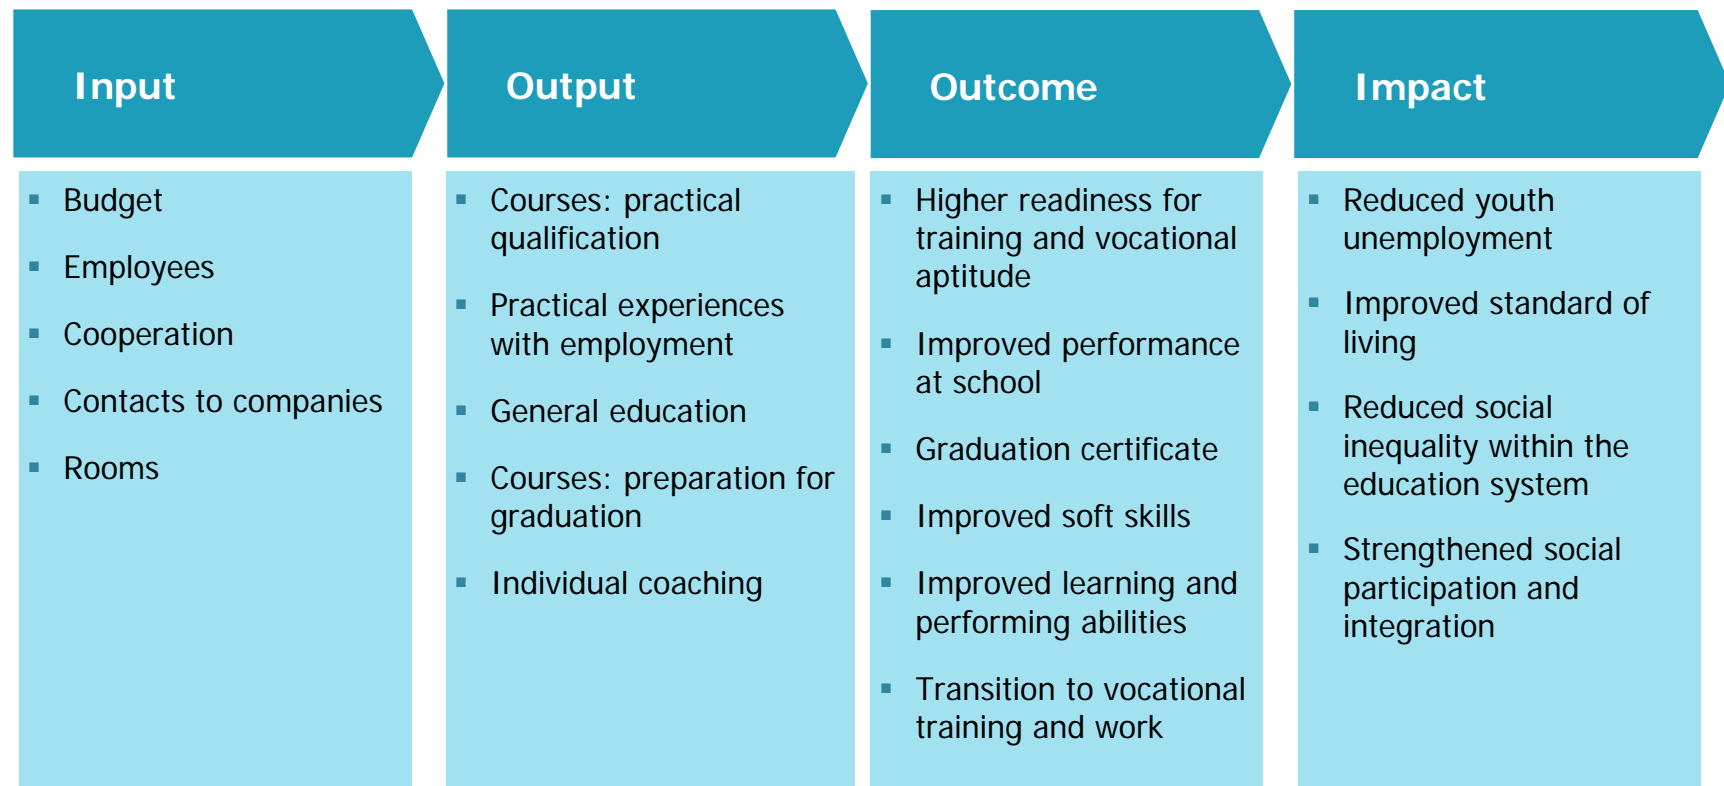 Input
Budget
Employees
Cooperation
Contacts to companies
Rooms
Output
Courses: practical
qualification
Practical experiences
with employment
General education
Courses: preparation for
graduation
Individual coaching
Outcome
Higher readiness for
training and vocational
aptitude
Improved performance
at school
Graduation certificate
Improved soft skills
Improved learning and
performing abilities
Transition to vocational
training and work
Impact
Reduced youth
unemployment
Improved standard of
living
Reduced social
inequality within the
education system
Strengthened social
participation and
integration